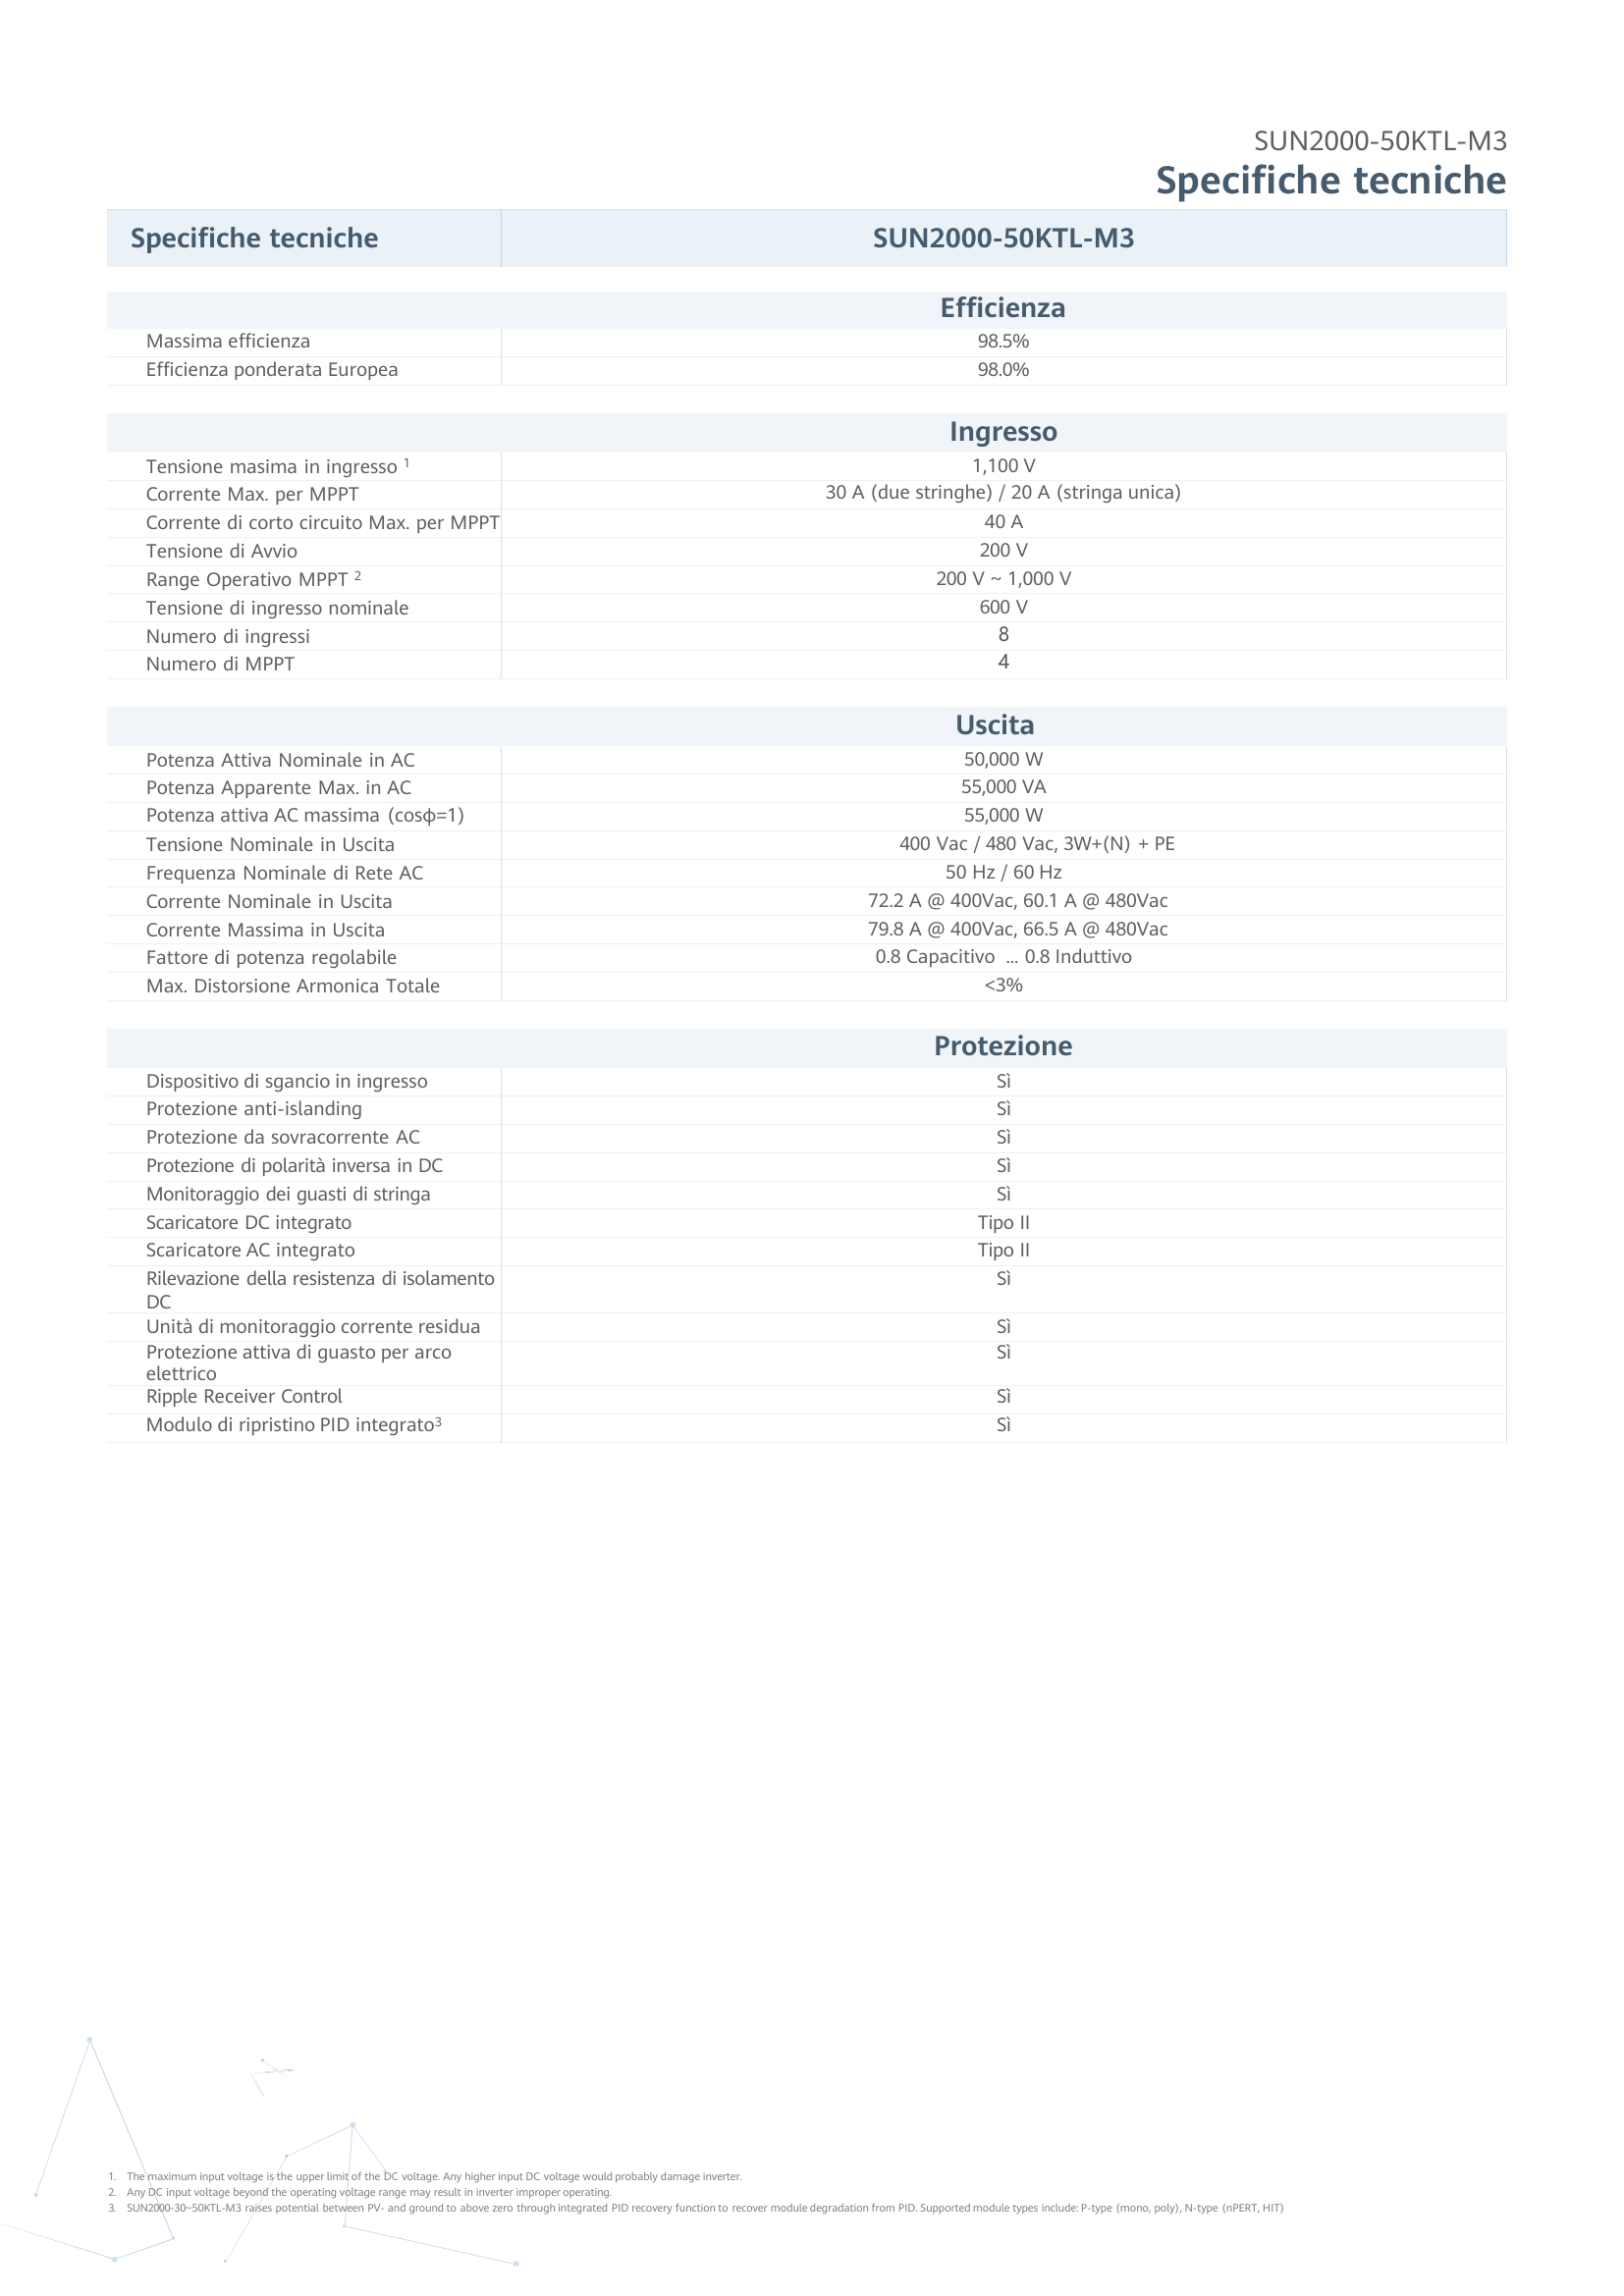 SUN2000-50KTL-M3
Specifiche tecniche
Specifiche tecniche SUN2000-50KTL-M3
Efficienza
Massima efficienza 98.5%
Efficienza ponderata Europea 98.0%
Ingresso
Tensione masima in ingresso 1 1,100 V
Corrente Max. per MPPT 30 A (due stringhe) / 20 A (stringa unica)
Corrente di corto circuito Max. per MPPT 40 A
Tensione di Avvio 200 V
Range Operativo MPPT 2 200 V ~ 1,000 V
Tensione di ingresso nominale 600 V
Numero di ingressi 8
Numero di MPPT 4
Uscita
Potenza Attiva Nominale in AC 50,000 W
Potenza Apparente Max. in AC 55,000 VA
Potenza attiva AC massima (cosφ=1) 55,000 W
Tensione Nominale in Uscita 400 Vac / 480 Vac, 3W+(N) + PE
Frequenza Nominale di Rete AC 50 Hz / 60 Hz
Corrente Nominale in Uscita 72.2 A @ 400Vac, 60.1 A @ 480Vac
Corrente Massima in Uscita 79.8 A @ 400Vac, 66.5 A @ 480Vac
Fattore di potenza regolabile 0.8 Capacitivo ... 0.8 Induttivo
Max. Distorsione Armonica Totale <3%
Protezione
Dispositivo di sgancio in ingresso Sì
Protezione anti-islanding Sì
Protezione da sovracorrente AC Sì
Protezione di polarità inversa in DC Sì
Monitoraggio dei guasti di stringa Sì
Scaricatore DC integrato Tipo II
Scaricatore AC integrato Tipo II
Rilevazione della resistenza di isolamento Sì
DC
Unità di monitoraggio corrente residua Sì
Protezione attiva di guasto per arco Sì
elettrico
Ripple Receiver Control Sì
Modulo di ripristino PID integrato3 Sì
1. The maximum input voltage is the upper limit of the DC voltage. Any higher input DC voltage would probably damage inverter.
2. Any DC input voltage beyond the operating voltage range may result in inverter improper operating.
3. SUN2000-30~50KTL-M3 raises potential between PV- and ground to above zero through integrated PID recovery function to recover module degradation from PID. Supported module types include: P-type (mono, poly), N-type (nPERT, HIT)